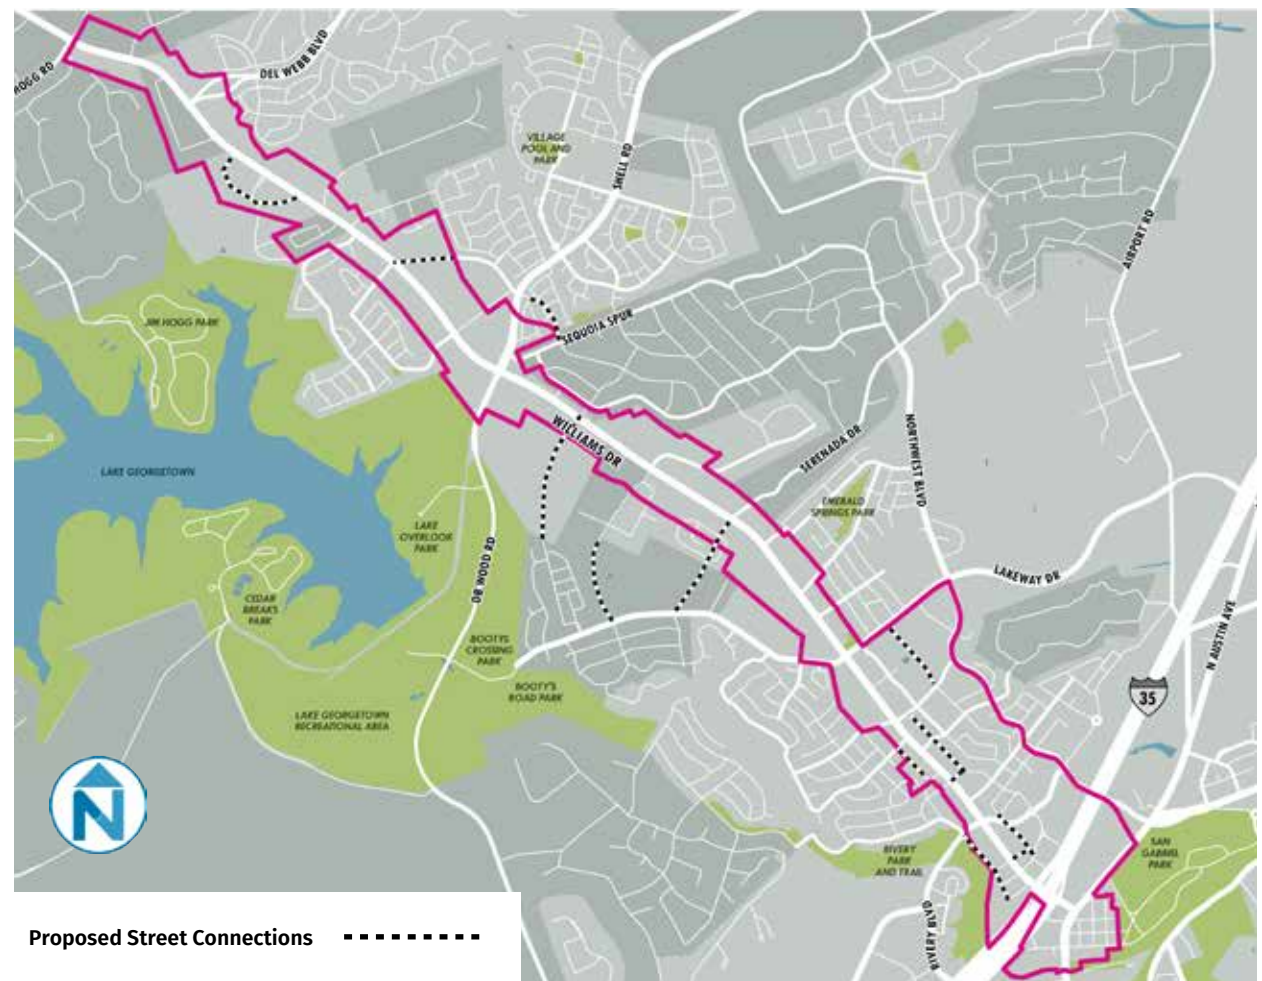 HOGG RD
DEL WEBB BLVD
VILLAGE
POOL AND
PARK
SHELL RD
AIRPORT RD
JIM HOGG PARK
SEQUOIA SPUR
WILLIAMS DR
SERENADA DR
NORTHWEST BLVD
LAKE GEORGETOWN
EMERALD
SPRINGS PARK
LAKE
OVERLOOK
PARK
DB WOOD RD
LAKEWAY DR
CEDAR
BREAKS
PARK
N AUSTIN AVE
BOOTYS
CROSSING
PARK
BOOTY'S
ROAD PARK
35
LAKE GEORGETOWN
RECREATIONAL AREA
N
RIVERY
PARK
AND TRAIL
SAN
GABRIEL
PARK
RIVERY BLVD
Proposed Street Connections